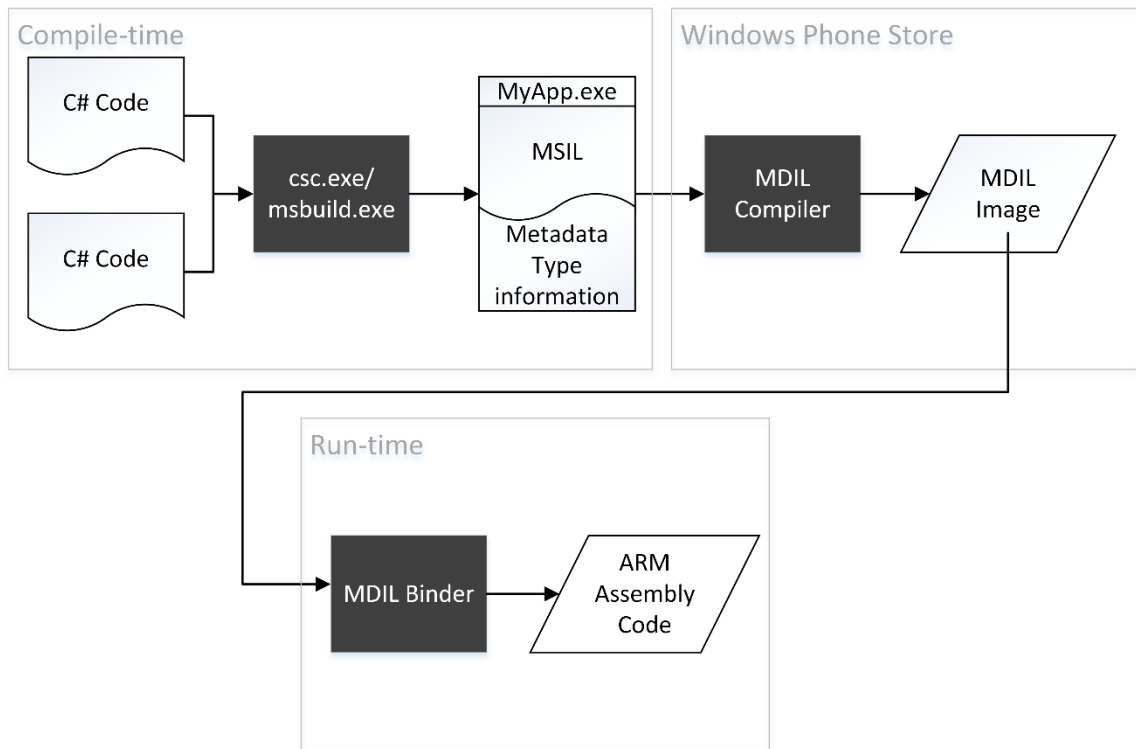 Compile-time
C# Code
C# Code
csc.exe/
msbuild.exe
MyApp.exe
MSIL
Metadada
Type
information
Windows Phone Store
MDIL
Compiler
MDIL
Image
Run-time
MDIL Binder
ARM
Assembly
Code